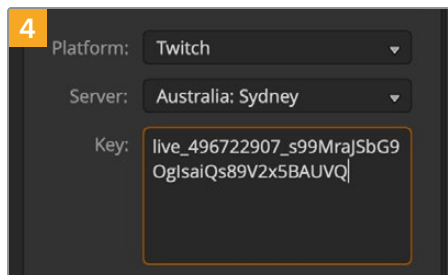 4
Platform: Twitch
Server: Australia: Sydney
Key: live_496722907_s99MraJSbG9
OgIsaiQs89V2x5BAUVQ